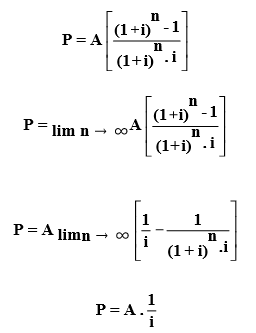 P = A [ (1+i)^n - 1 / (1+i)^n . i ]
P = lim n → ∞ A [ (1+i)^n - 1 / (1+i)^n . i ]
P = A limn → ∞ [ 1/i - 1 / (1 + i)^n .i ]
P = A . 1/i